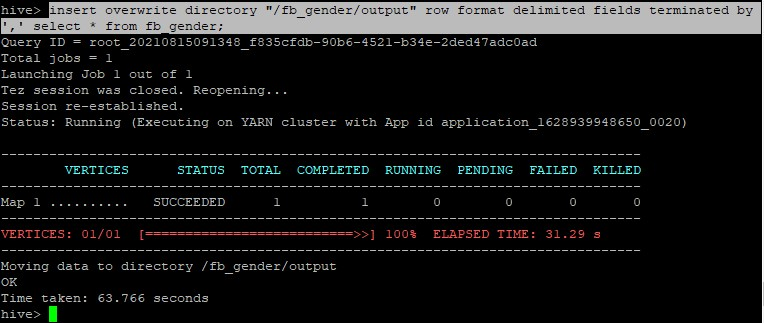 hive> insert overwrite directory "/fb_gender/output" row format delimited fields terminated by
',' select * from fb_gender;
Query ID = root_20210815091348_f835cfdb-90b6-4521-b34e-2ded47adc0ad
Total jobs = 1
Launching Job 1 out of 1
Tez session was closed. Reopening...
Session re-established.
Status: Running (Executing on YARN cluster with App id application_1628939948650_0020)
--------------------------------------------------------------------------------
VERTICES STATUS TOTAL COMPLETED RUNNING PENDING FAILED KILLED
--------------------------------------------------------------------------------
Map 1 .......... SUCCEEDED 1 1 0 0 0 0
--------------------------------------------------------------------------------
VERTICES: 01/01 [==========================>>] 100% ELAPSED TIME: 31.29 s
--------------------------------------------------------------------------------
Moving data to directory /fb_gender/output
OK
Time taken: 63.766 seconds
hive>